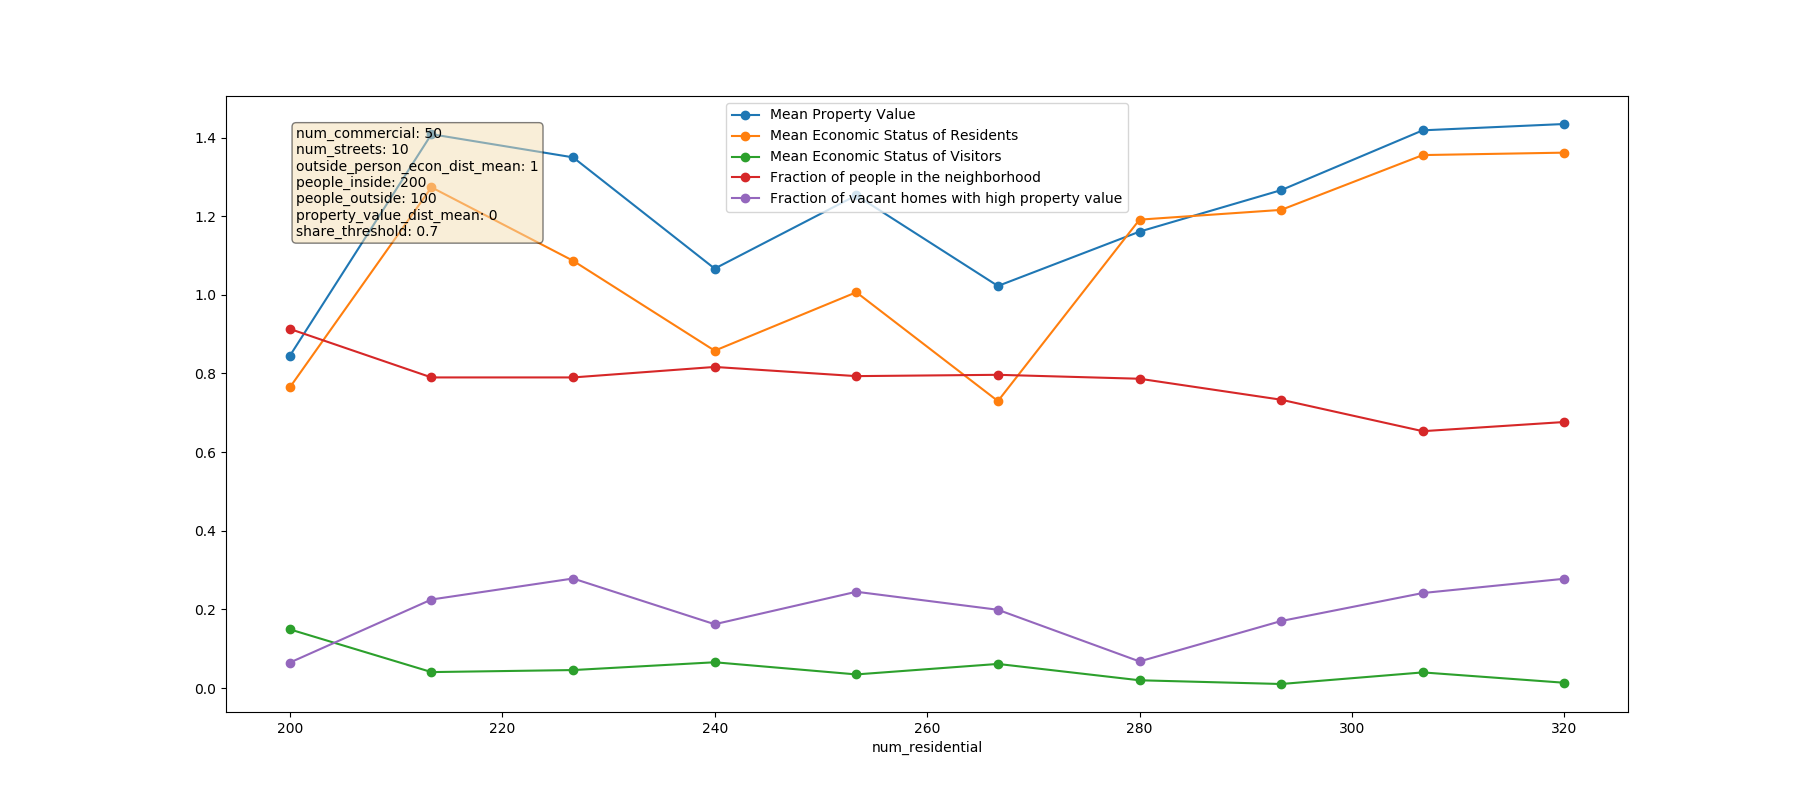 num_commercial: 50
num_streets: 10
outside_person_econ_dist_mean: 1
people_inside: 200
people_outside: 100
property_value_dist_mean: 0
share_threshold: 0.7
Mean Property Value
Mean Economic Status of Residents
Mean Economic Status of Visitors
Fraction of people in the neighborhood
Fraction of vacant homes with high property value
1.4
1.2
1.0
0.8
0.6
0.4
0.2
0.0
200 220 240 260 280 300 320
num_residential